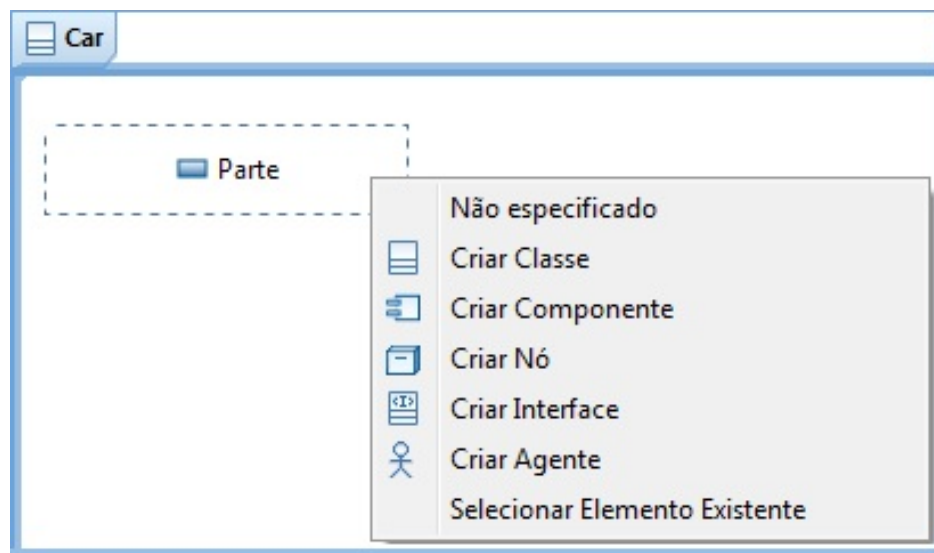 Car
Parte
Não especificado
Criar Classe
Criar Componente
Criar Nó
<I>
Criar Interface
Criar Agente
Selecionar Elemento Existente